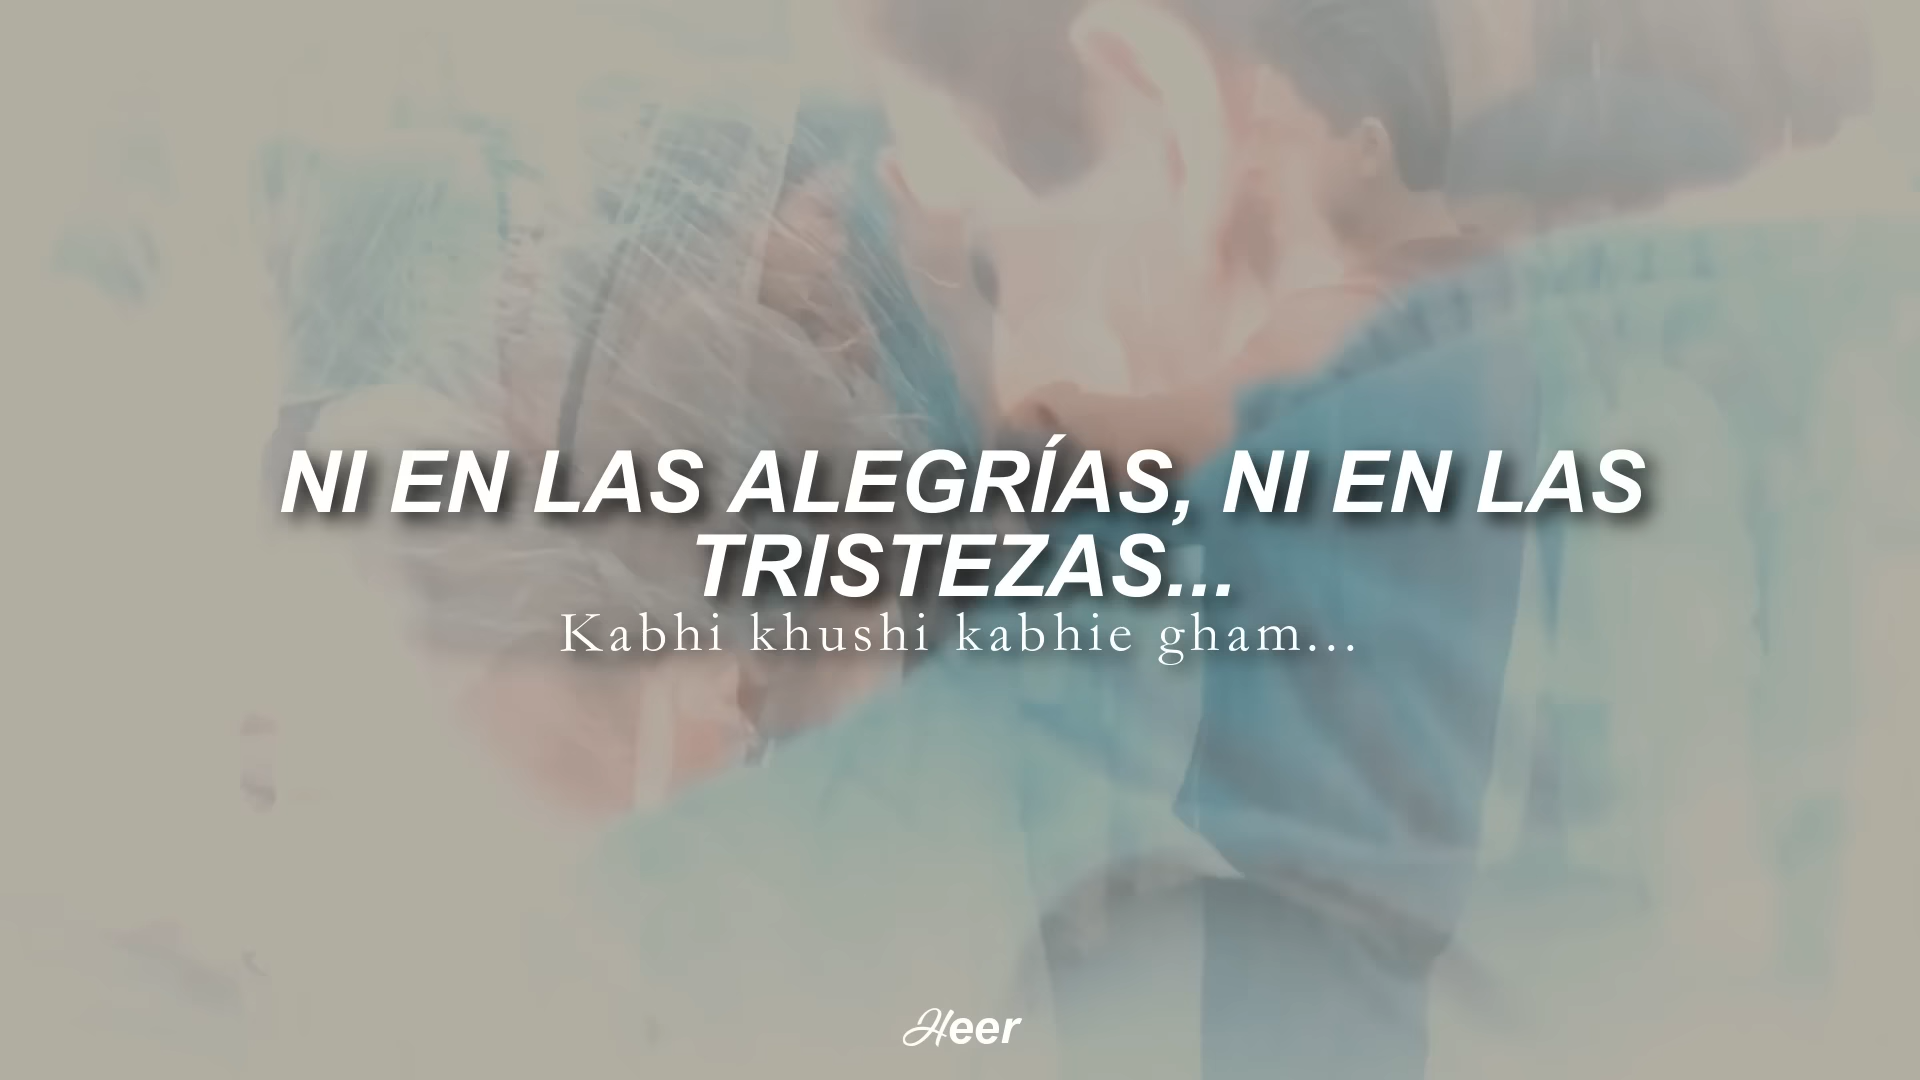 NI EN LAS ALEGRÍAS, NI EN LAS
TRISTEZAS...
Kabhi khushi kabhie gham...
Heer